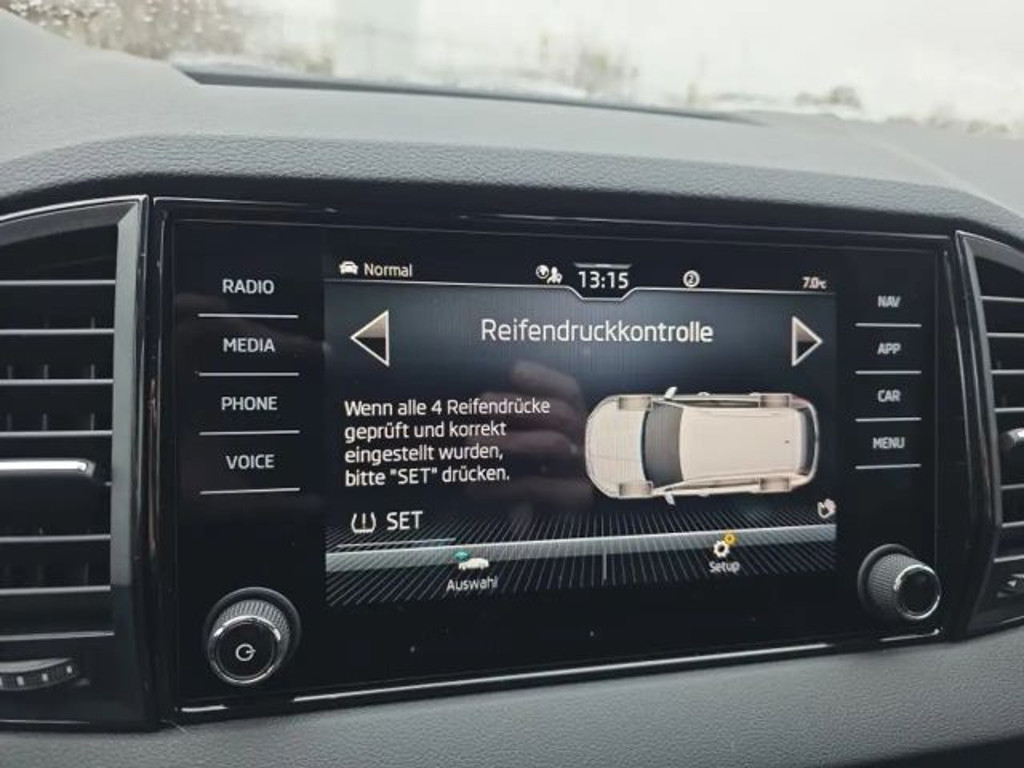 RADIO
MEDIA
PHONE
VOICE
Normal
13:15
2
7.0°C
Reifendruckkontrolle
Wenn alle 4 Reifendrücke
geprüft und korrekt
eingestellt wurden,
bitte "SET" drücken.
SET
Auswahl
Setup
NAV
APP
CAR
MENU